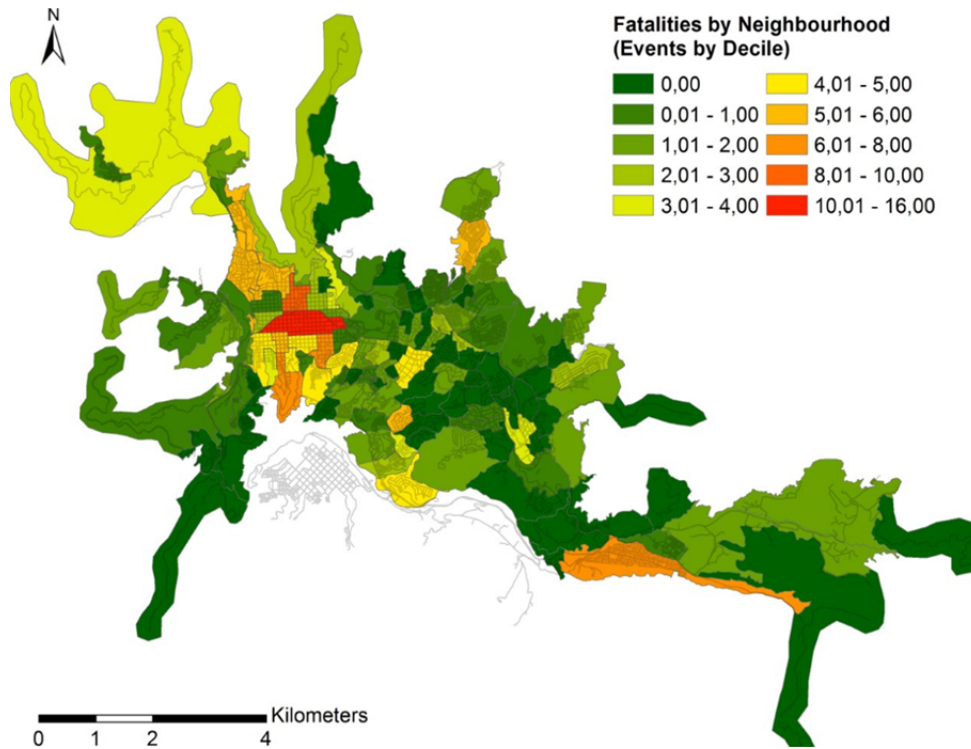 N
Fatalities by Neighbourhood
(Events by Decile)
0,00
0,01 - 1,00
1,01 - 2,00
2,01 - 3,00
3,01 - 4,00
4,01 - 5,00
5,01 - 6,00
6,01 - 8,00
8,01 - 10,00
10,01 - 16,00
Kilometers
0 1 2 4